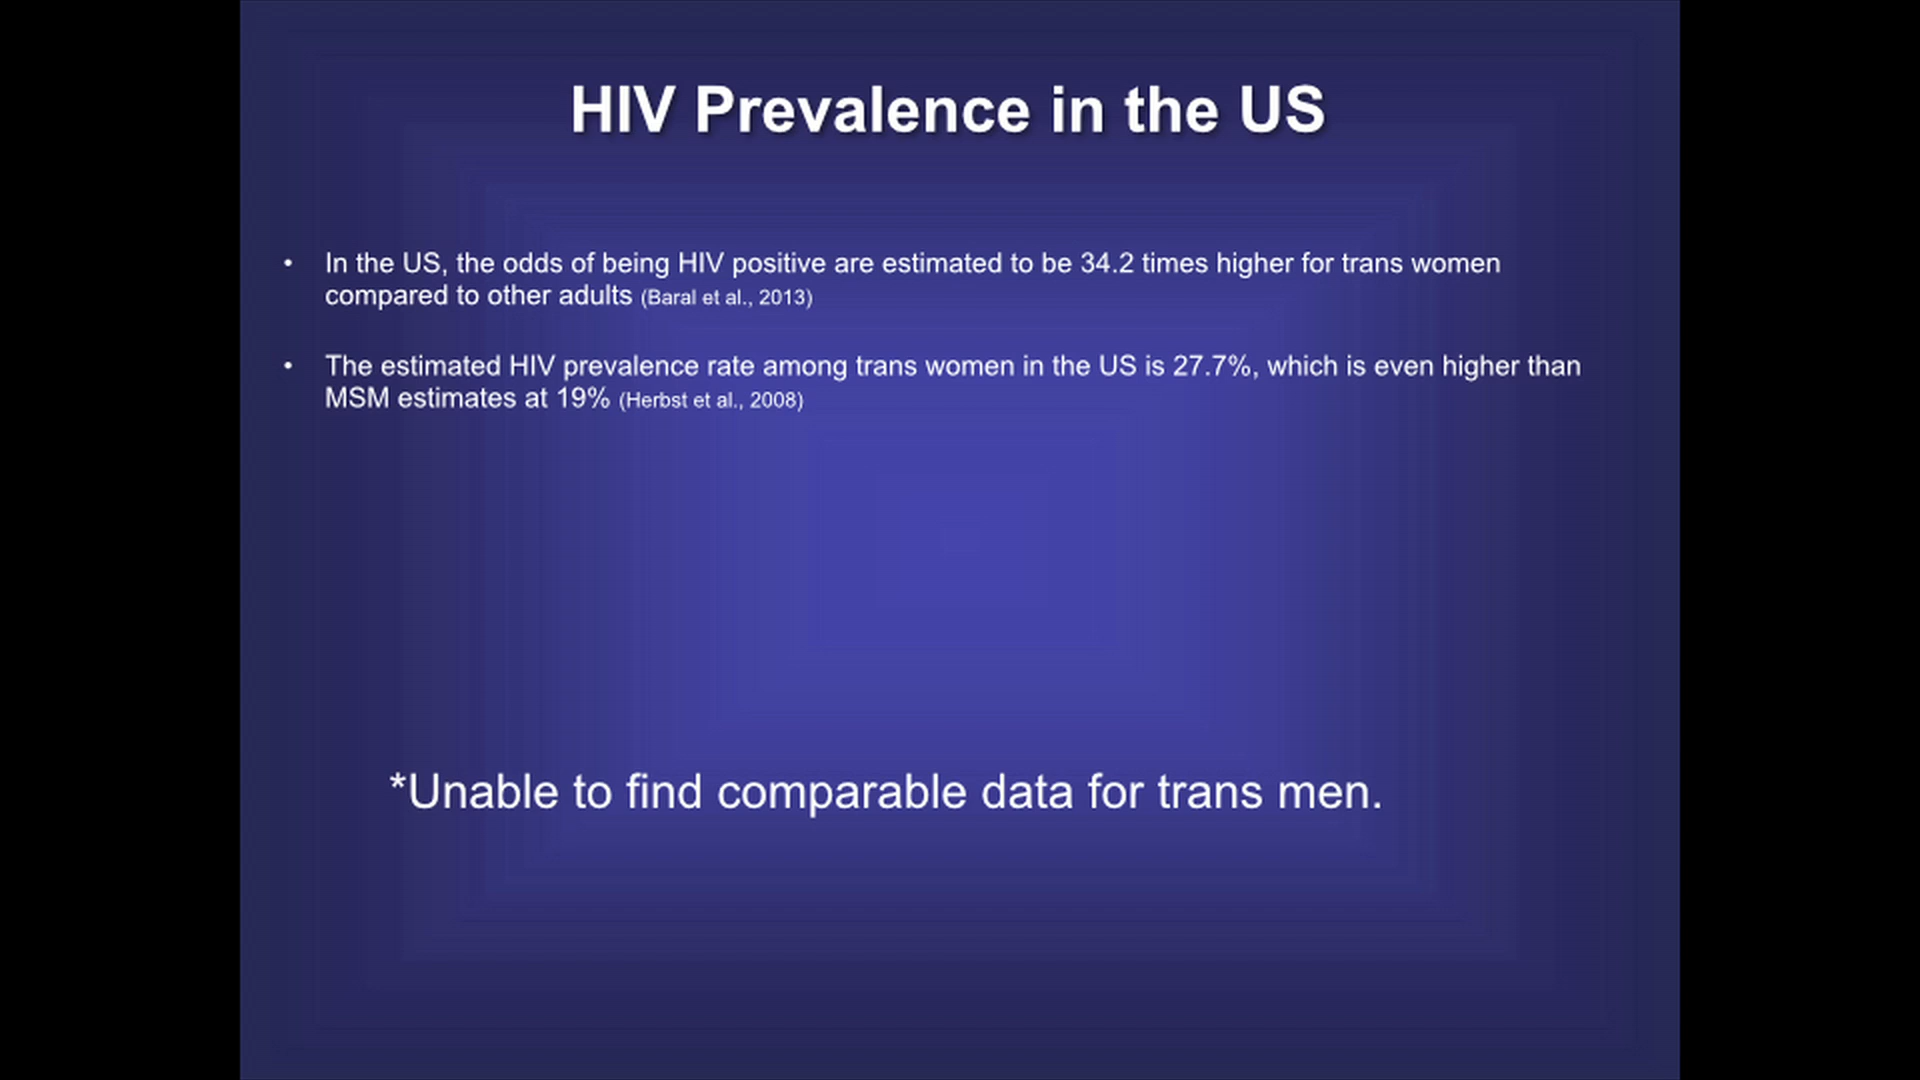 HIV Prevalence in the US
• In the US, the odds of being HIV positive are estimated to be 34.2 times higher for trans women
compared to other adults (Baral et al., 2013)
• The estimated HIV prevalence rate among trans women in the US is 27.7%, which is even higher than
MSM estimates at 19% (Herbst et al., 2008)
*Unable to find comparable data for trans men.